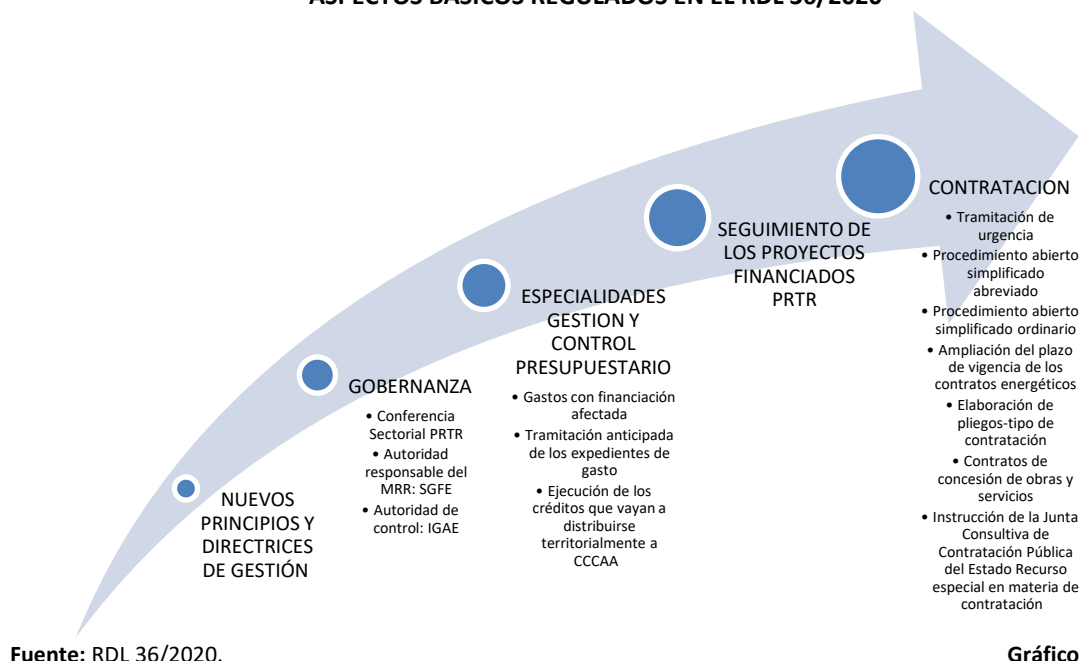 ASPECTOS BÁSICOS REGULADOS EN EL RDL 36/2020
NUEVOS
PRINCIPIOS Y
DIRECTRICES
DE GESTIÓN
GOBERNANZA
• Conferencia
Sectorial PRTR
• Autoridad
responsable del
MRR: SGFE
• Autoridad de
control: IGAE
ESPECIALIDADES
GESTION Y
CONTROL
PRESUPUESTARIO
• Gastos con financiación
afectada
• Tramitación anticipada
de los expedientes de
gasto
• Ejecución de los
créditos que vayan a
distribuirse
territorialmente a
CCCAA
SEGUIMIENTO DE
LOS PROYECTOS
FINANCIADOS
PRTR
CONTRATACION
• Tramitación de
urgencia
• Procedimiento abierto
simplificado
abreviado
• Procedimiento abierto
simplificado ordinario
• Ampliación del plazo
de vigencia de los
contratos energéticos
• Elaboración de
pliegos-tipo de
contratación
• Contratos de
concesión de obras y
servicios
• Instrucción de la Junta
Consultiva de
Contratación Pública
del Estado Recurso
especial en materia de
contratación
Fuente: RDL 36/2020.
Gráfico